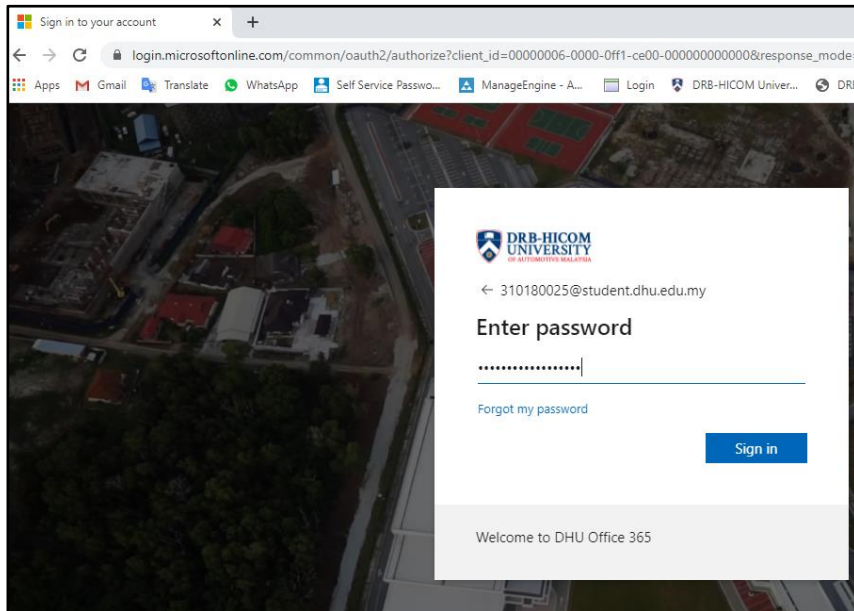 Sign in to your account
login.microsoftonline.com/common/oauth2/authorize?client_id=00000006-0000-0ff1-ce00-000000000000&response_mode=
Apps Gmail Translate WhatsApp Self Service Passwo... ManageEngine - A... Login DRB-HICOM Univer... DRB
DRB-HICOM
UNIVERSITY
OF AUTOMOTIVE MALAYSIA
310180025@student.dhu.edu.my
Enter password
••••••••••••••••••
Forgot my password
Sign in
Welcome to DHU Office 365